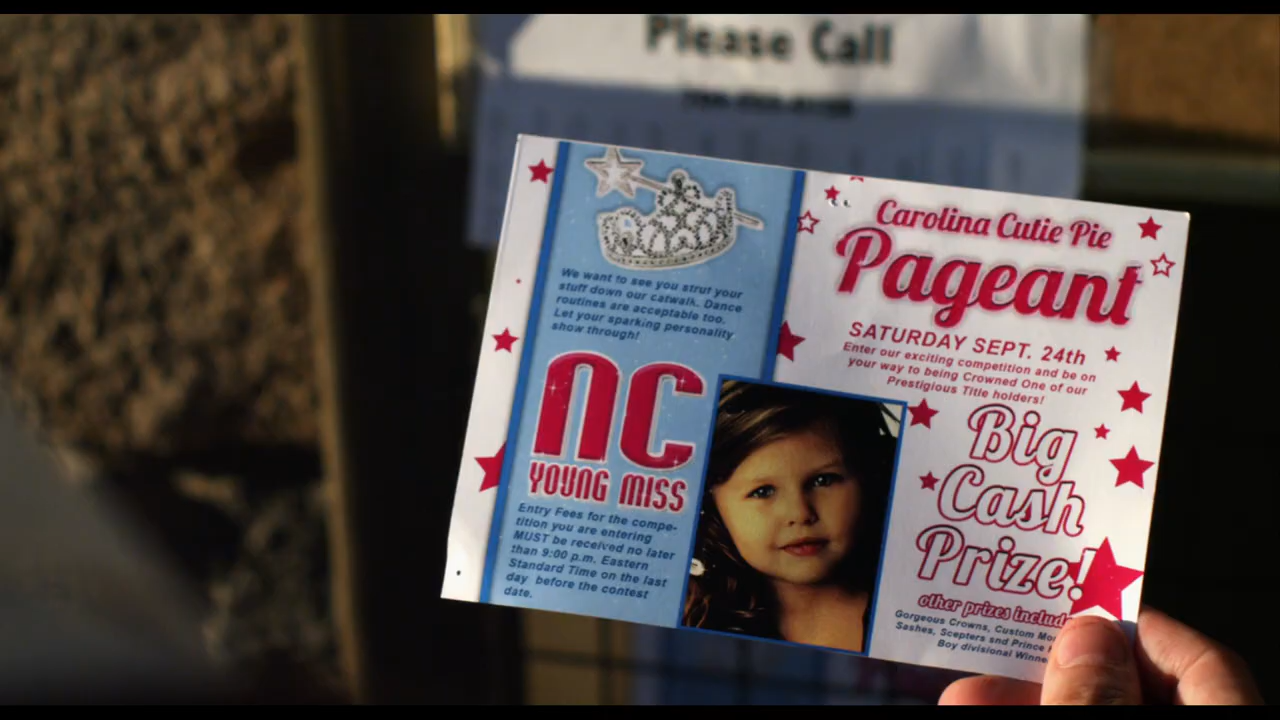 Please Call
We want to see you strut your
stuff down our catwalk. Dance
routines are acceptable too.
Let your sparking personality
show through!
NC
YOUNG MISS
Entry Fees for the compe-
tition you are entering
MUST be received no later
than 9:00 p.m. Eastern
Standard Time on the last
day before the contest
date.
Carolina Cutie Pie
Pageant
SATURDAY SEPT. 24th
Enter our exciting competition and be on
your way to being Crowned One of our
Prestigious Title holders!
Big
Cash
Prize!
other prizes includ
Gorgeous Crowns, Custom Mo
Sashes, Scepters snd Prince
Boy divisional Winne